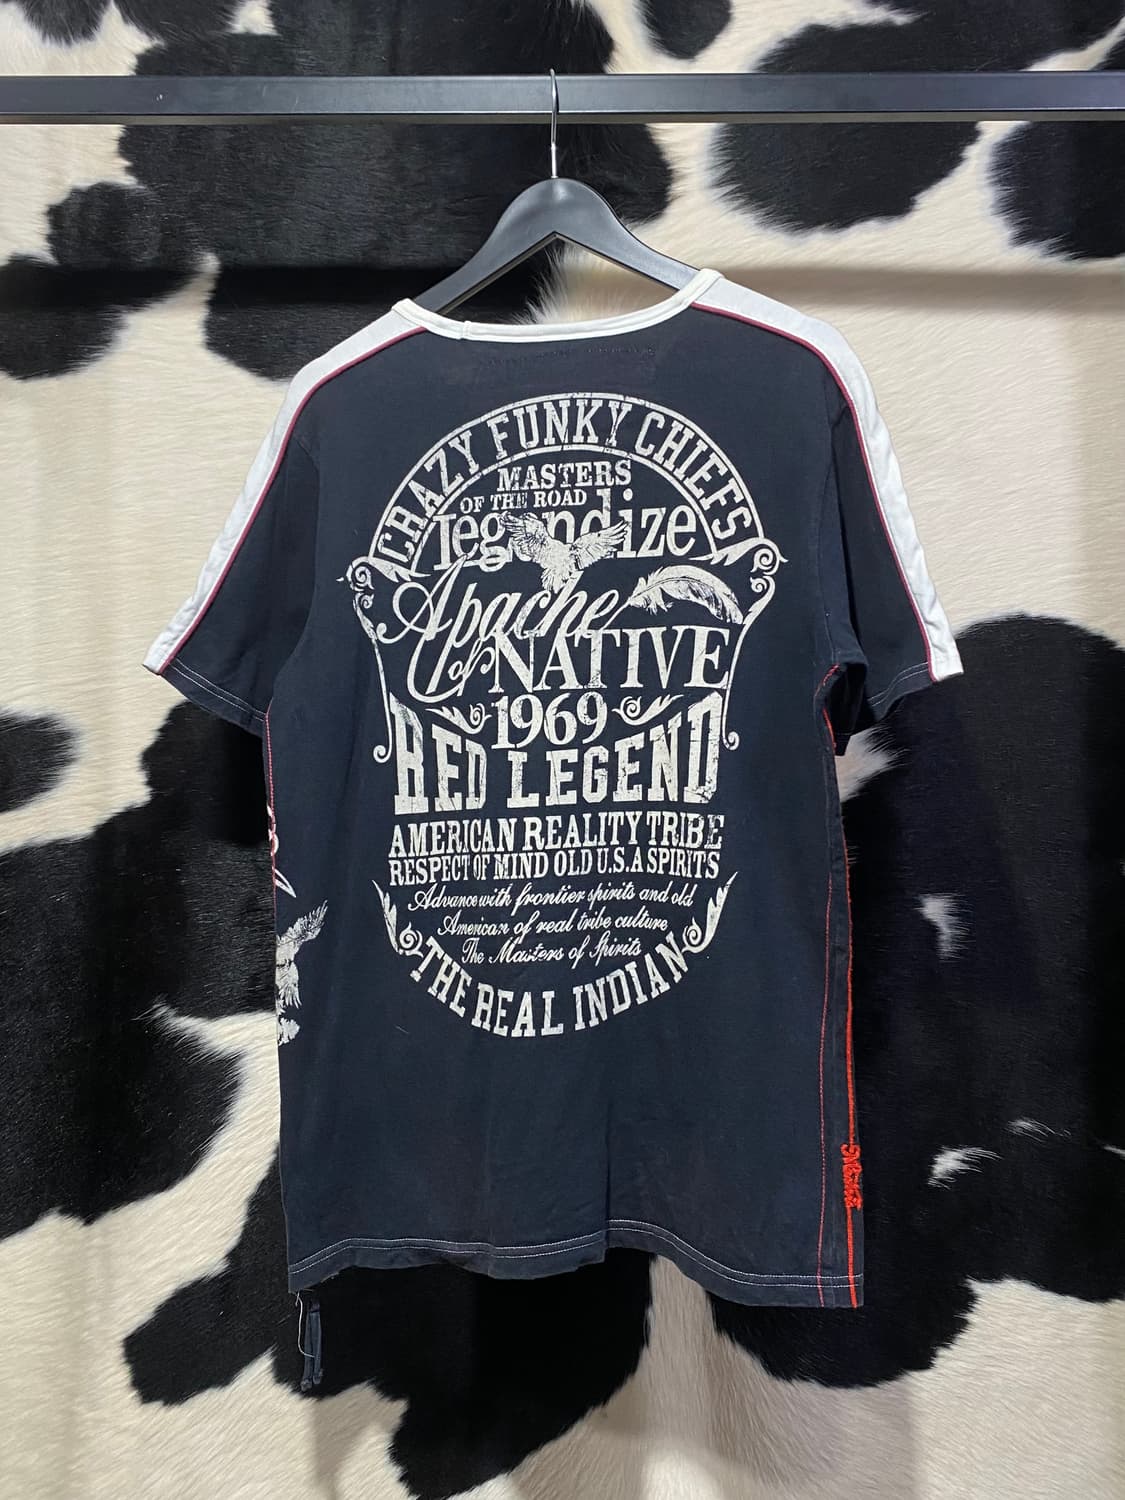 CRAZY FUNKY CHIEFS
MASTERS
OF THE ROAD
legendize
Apache
of NATIVE
1969
RED LEGEND
AMERICAN REALITY TRIBE
RESPECT OF MIND OLD U.S.A SPIRITS
Advance with frontier spirits and old
American of real tribe culture
The Masters of Spirits
THE REAL INDIAN